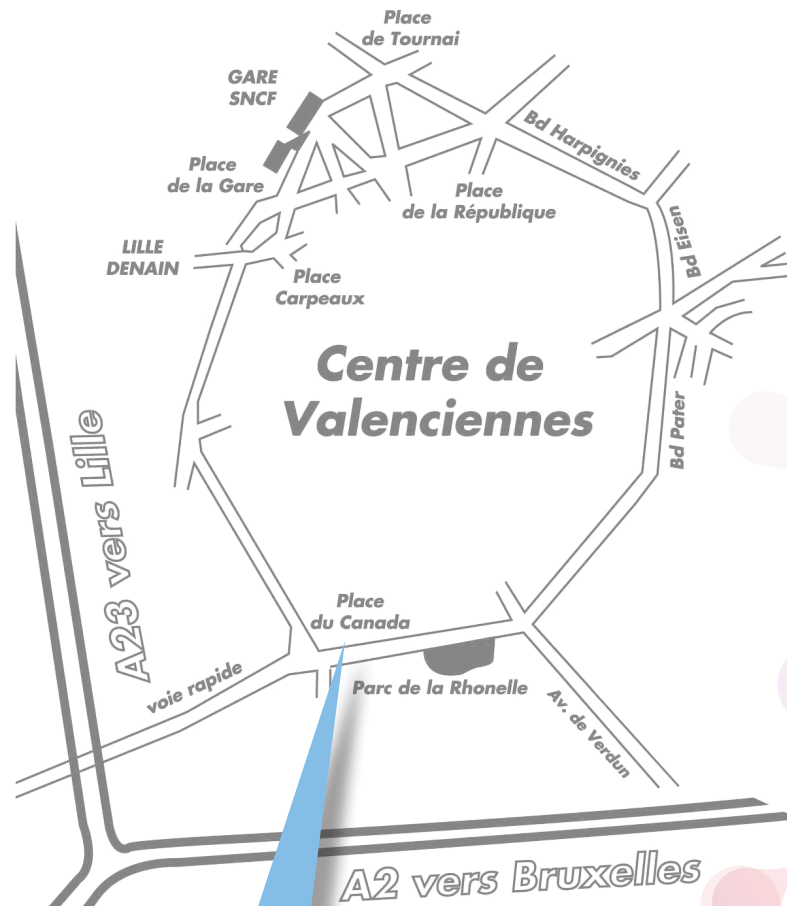 Place
de Tournai
GARE
SNCF
Bd Harpignies
Place
de la Gare
Place
de la République
Bd Eisen
LILLE
DENAIN
Place
Carpeaux
Centre de
Valenciennes
Bd Pater
A23 vers Lille
Place
du Canada
voie rapide
Parc de la Rhonelle
Av. de Verdun
A2 vers Bruxelles